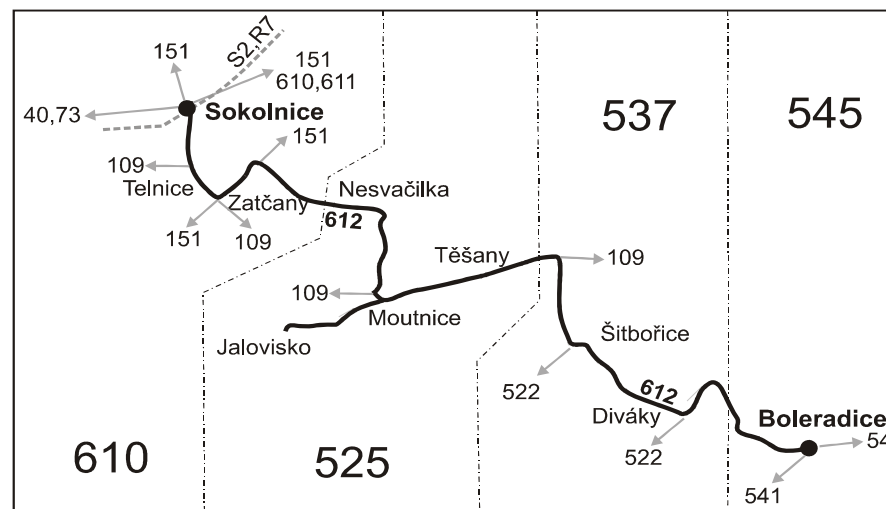 S2,R7
151
151
610,611
40,73
Sokolnice
537
545
151
109
Telnice
Zatčany
Nesvačilka
612
151
109
Těšany
109
109
Moutnice
Jalovisko
Šitbořice
522
612
Diváky
Boleradice
54
610
525
522
541